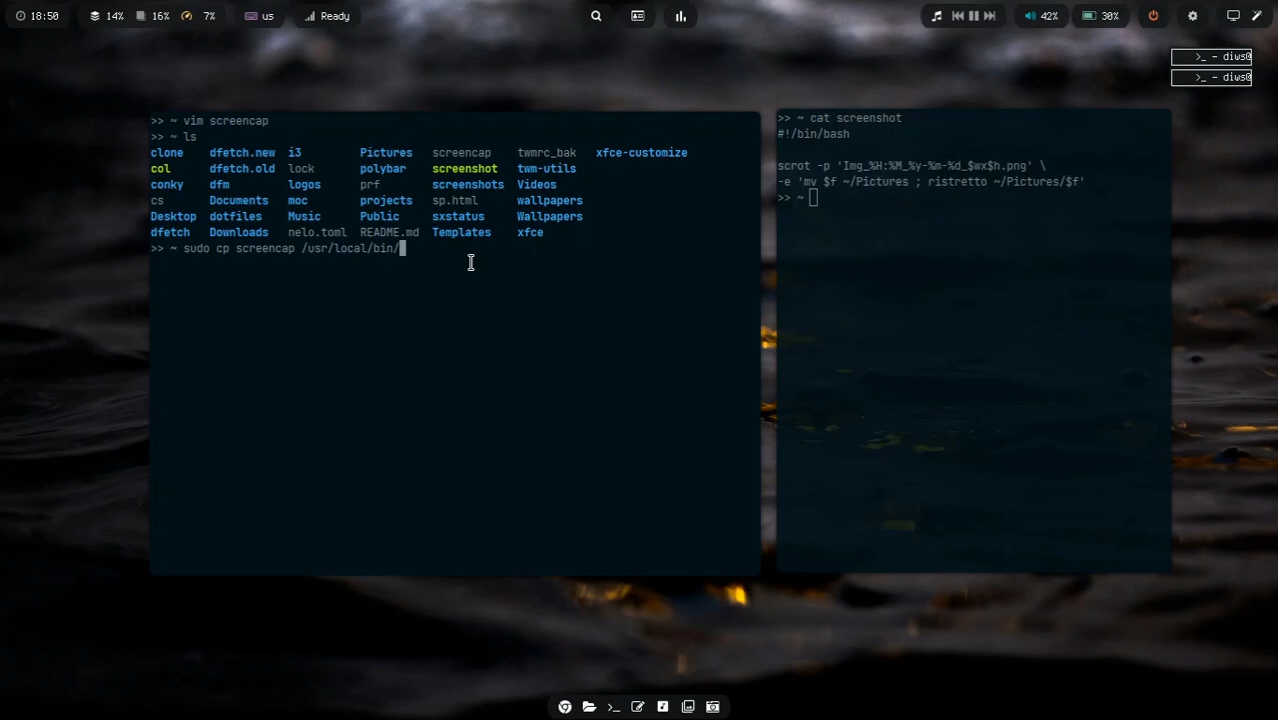 18:50 14% 16% 7% us Ready 42% 30%
>_ ~ diws@
>_ ~ diws@
>> ~ vim screencap
>> ~ ls
clone dfetch.new i3 Pictures screencap twmrc_bak xfce-customize
col dfetch.old lock polybar screenshot twm-utils
conky dfm logos prf screenshots Videos
cs Documents moc projects sp.html wallpapers
Desktop dotfiles Music Public sxstatus Wallpapers
dfetch Downloads nelo.toml README.md Templates xfce
>> ~ sudo cp screencap /usr/local/bin/
>> ~ cat screenshot
#!/bin/bash
scrot -p 'Img_%H:%M_%y-%m-%d_$wx$h.png' \
-e 'mv $f ~/Pictures ; ristretto ~/Pictures/$f'
>> ~